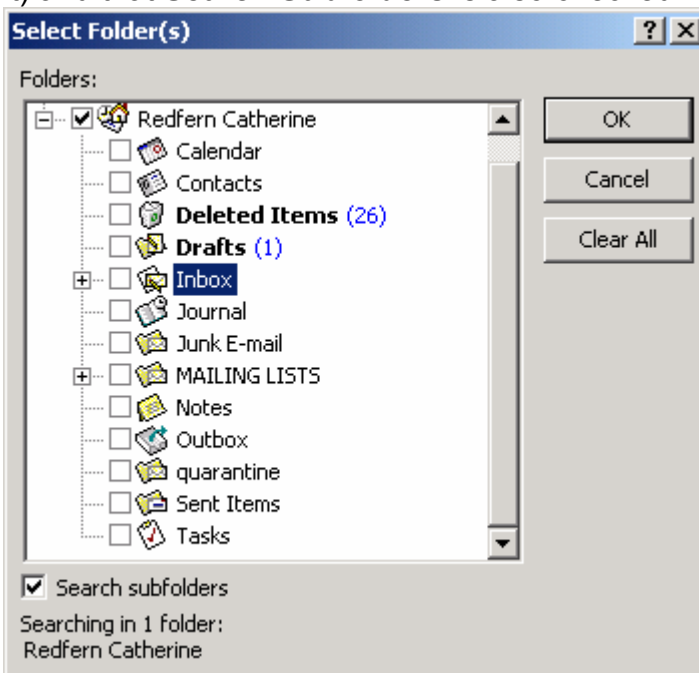 Select Folder(s)
Folders:
Redfern Catherine
OK
Calendar
Contacts
Cancel
Deleted Items (26)
Drafts (1)
Clear All
Inbox
Journal
Junk E-mail
MAILING LISTS
Notes
Outbox
quarantine
Sent Items
Tasks
Search subfolders
Searching in 1 folder:
Redfern Catherine